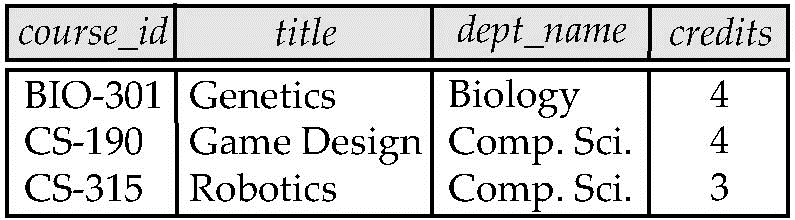 course_id title dept_name credits
BIO-301 Genetics Biology 4
CS-190 Game Design Comp. Sci. 4
CS-315 Robotics Comp. Sci. 3